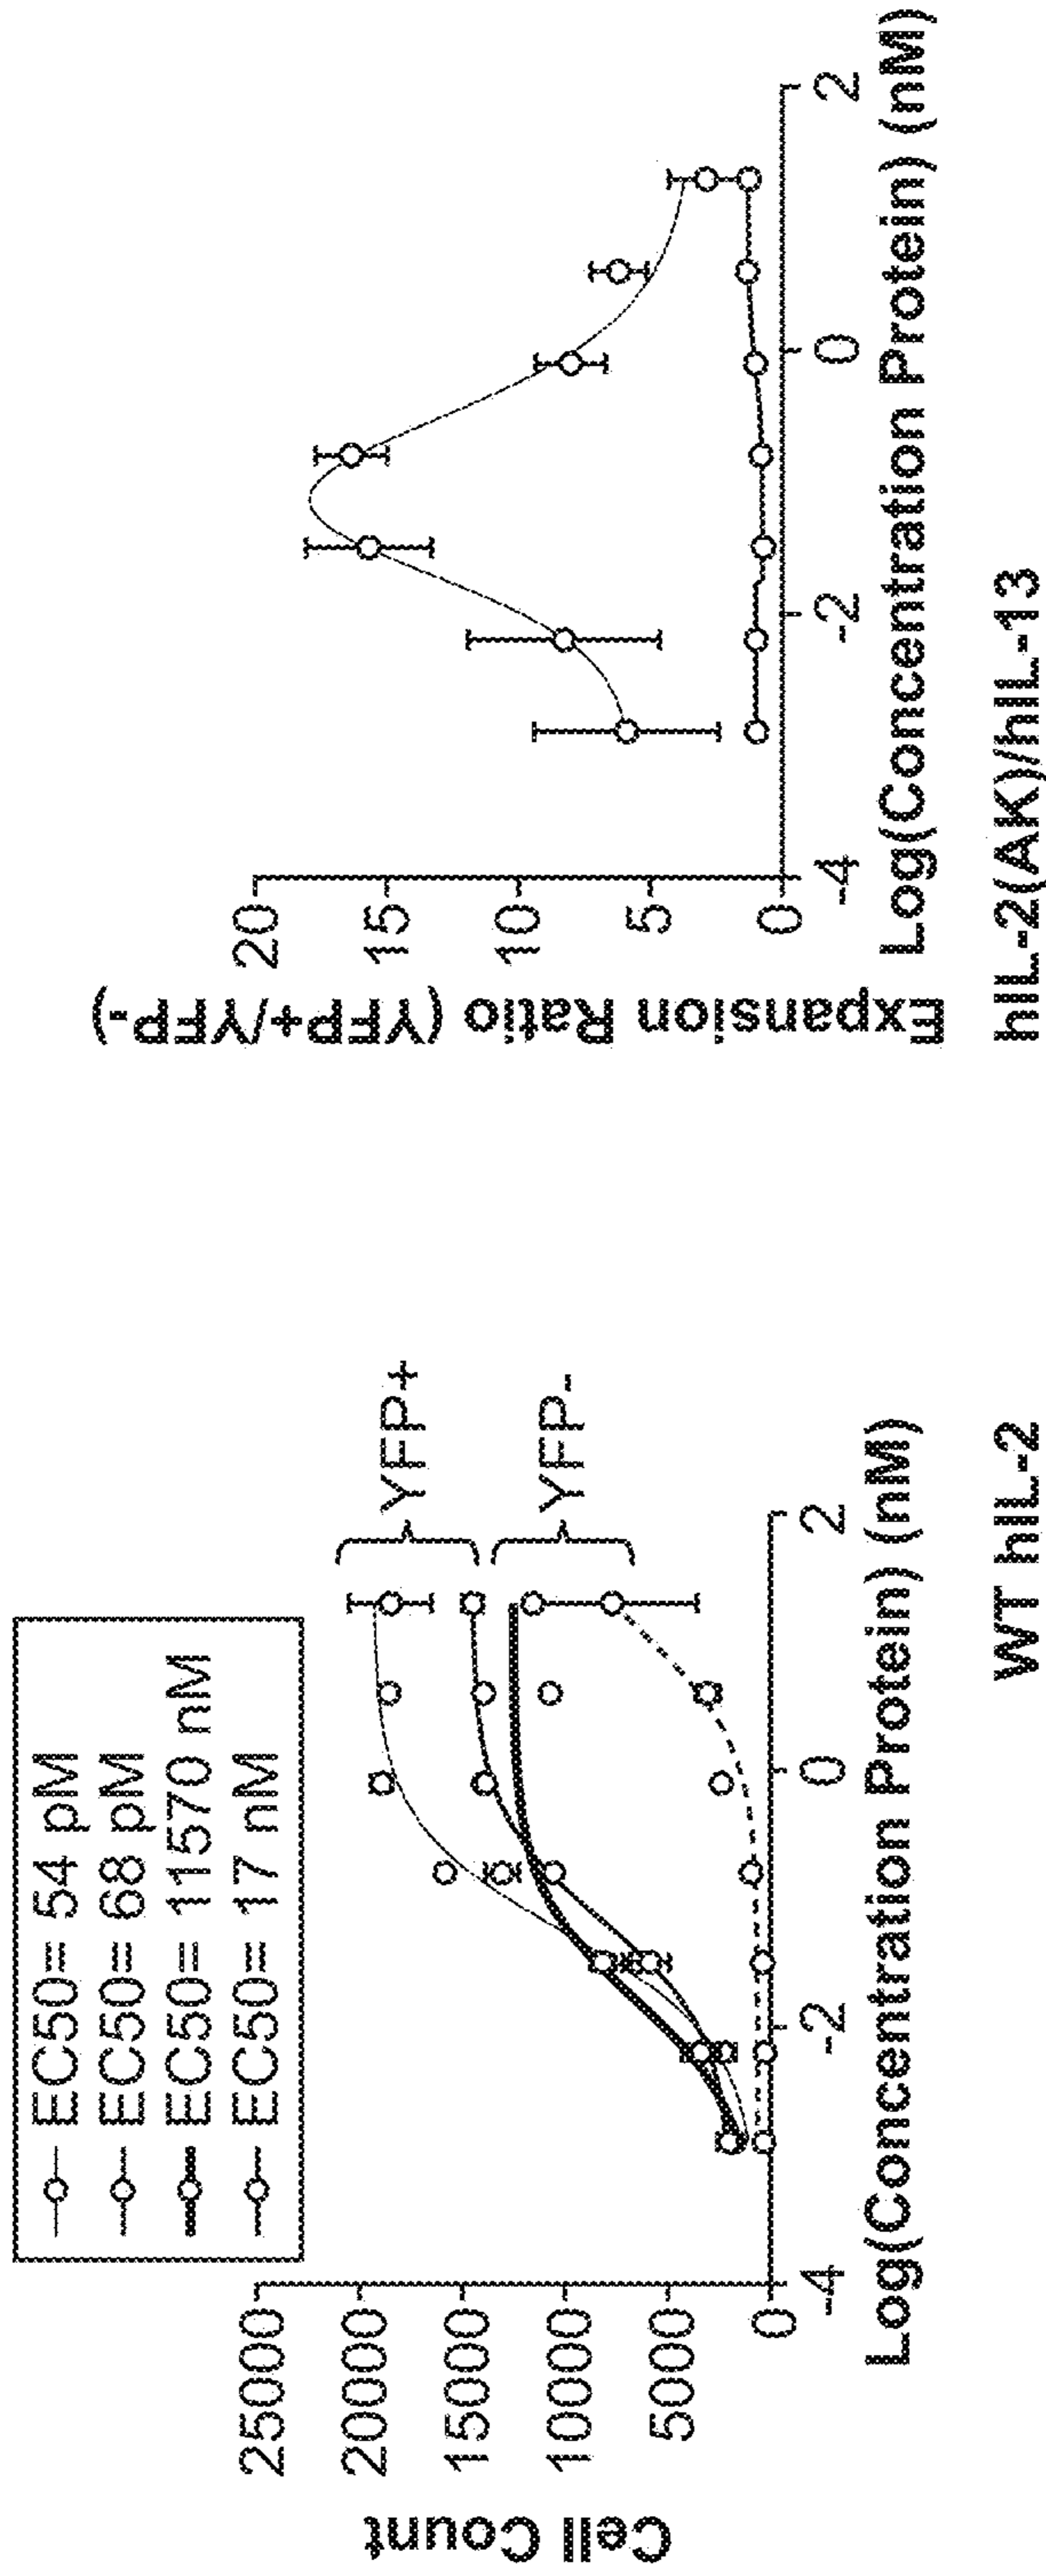 EC50= 54 pM
EC50= 68 pM
EC50= 11570 nM
EC50= 17 nM
Cell Count
25000
20000
15000
10000
5000
0
-4
-2
0
2
Log(Concentration Protein) (nM)
YFP+
YFP-
WT hIL-2
Expansion Ratio (YFP+/YFP-)
20
15
10
5
0
-4
-2
0
2
Log(Concentration Protein) (nM)
hIL-2(AK)/hIL-13